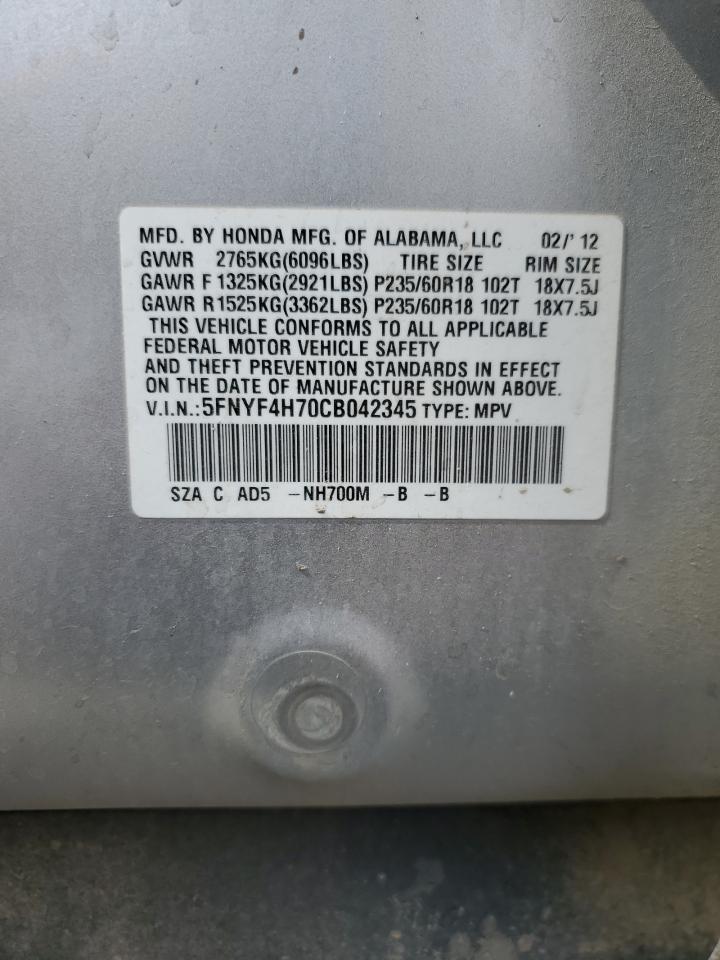 MFD. BY HONDA MFG. OF ALABAMA, LLC 02/' 12
GVWR 2765KG(6096LBS) TIRE SIZE RIM SIZE
GAWR F 1325KG(2921LBS) P235/60R18 102T 18X7.5J
GAWR R1525KG(3362LBS) P235/60R18 102T 18X7.5J
THIS VEHICLE CONFORMS TO ALL APPLICABLE
FEDERAL MOTOR VEHICLE SAFETY
AND THEFT PREVENTION STANDARDS IN EFFECT
ON THE DATE OF MANUFACTURE SHOWN ABOVE.
V.I.N.:5FNYF4H70CB042345 TYPE: MPV
SZA C AD5 -NH700M -B -B